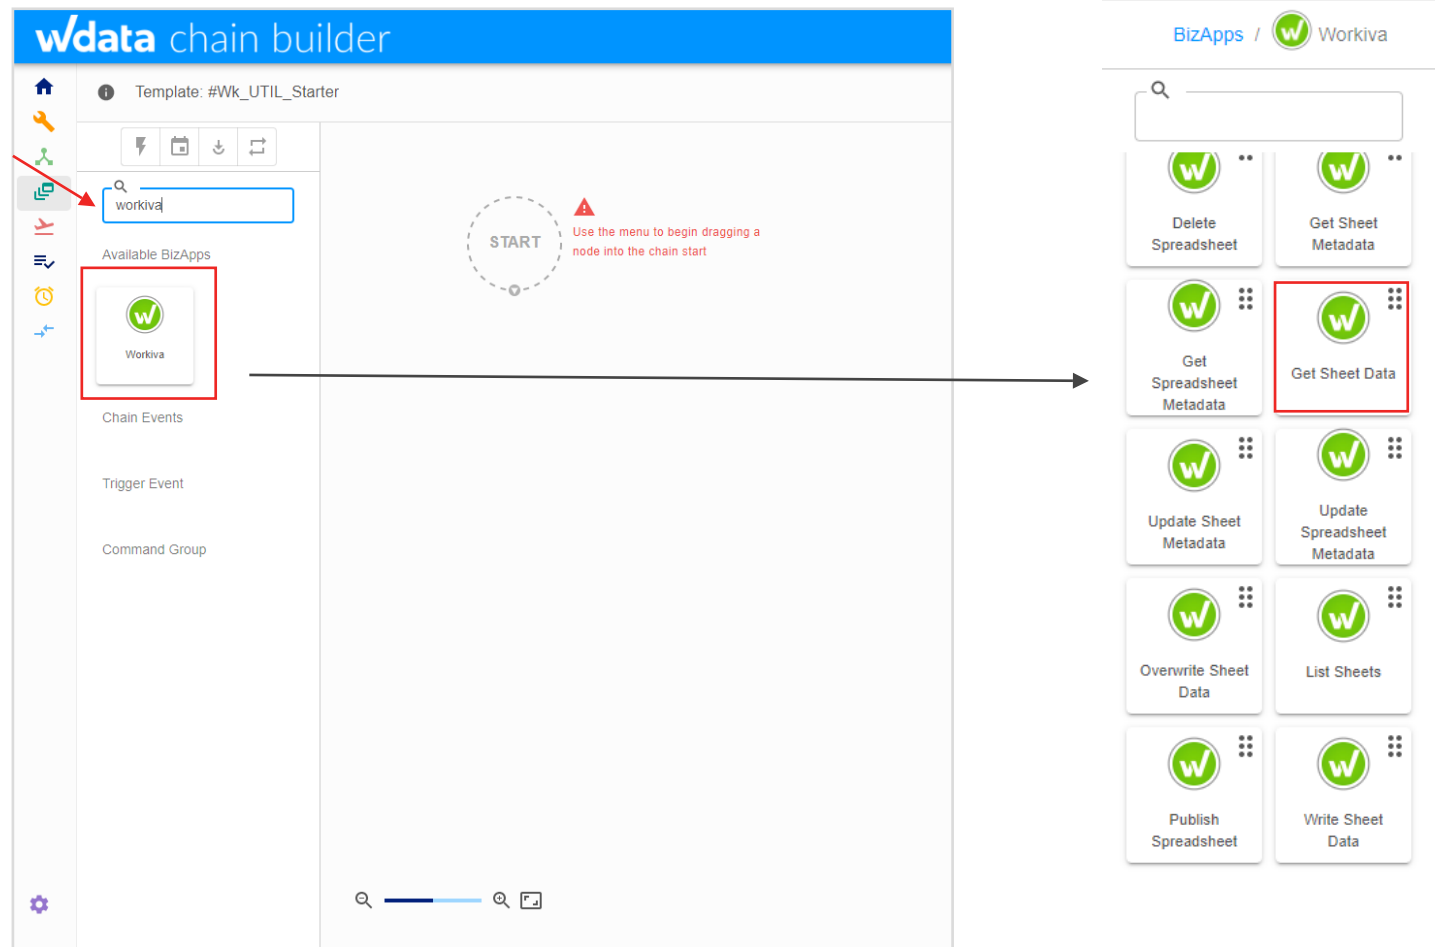 wdata chain builder
Template: #Wk_UTIL_Starter
workiva
Available BizApps
Workiva
Chain Events
Trigger Event
Command Group
START
Use the menu to begin dragging a
node into the chain start
BizApps / Workiva
Delete
Spreadsheet
Get Sheet
Metadata
Get
Spreadsheet
Metadata
Get Sheet Data
Update Sheet
Metadata
Update
Spreadsheet
Metadata
Overwrite Sheet
Data
List Sheets
Publish
Spreadsheet
Write Sheet
Data